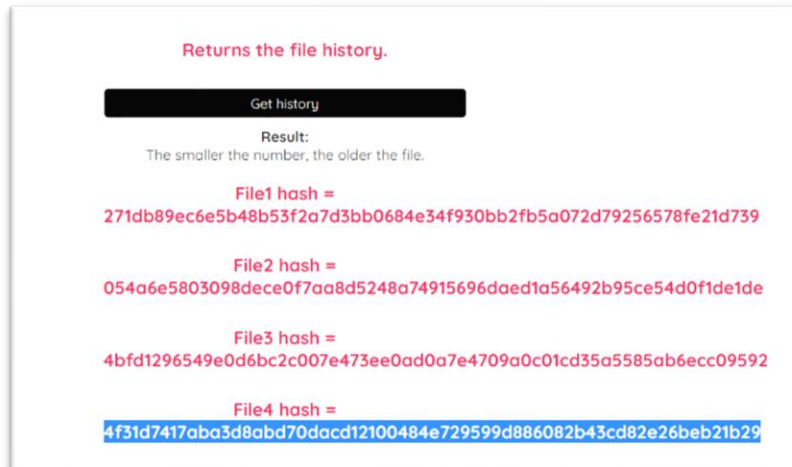 Returns the file history.
Get history
Result:
The smaller the number, the older the file.
File1 hash =
271db89ec6e5b48b53f2a7d3bb0684e34f930bb2fb5a072d79256578fe21d739
File2 hash =
054a6e5803098dece0f7aa8d5248a74915696daed1a56492b95ce54d0f1de1de
File3 hash =
4bfd1296549e0d6bc2c007e473ee0ad0a7e4709a0c01cd35a5585ab6ecc09592
File4 hash =
4f31d7417aba3d8abd70dacd12100484e729599d886082b43cd82e26beb21b29